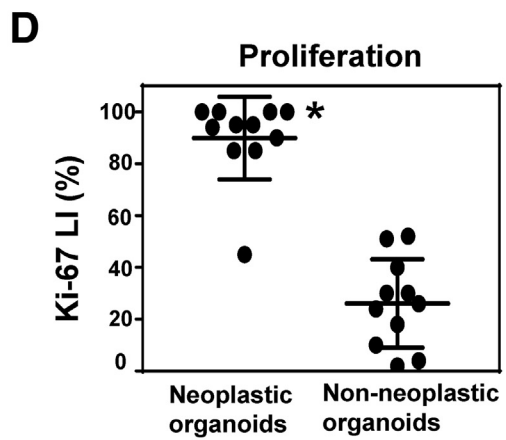 D
Proliferation
Ki-67 LI (%)
100
80
60
40
20
0
*
Neoplastic organoids
Non-neoplastic organoids